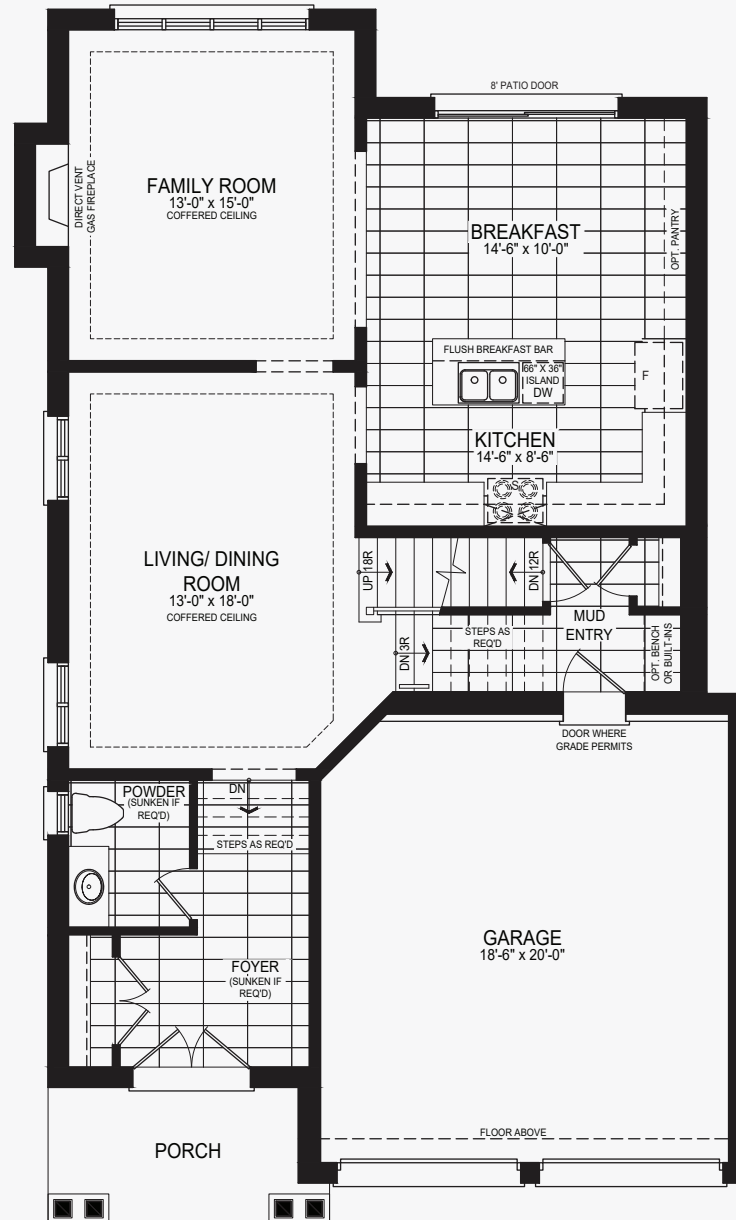 8' PATIO DOOR
DIRECT VENT
GAS FIREPLACE
FAMILY ROOM
13'-0" x 15'-0"
COFFERED CEILING
BREAKFAST
14'-6" x 10'-0"
OPT. PANTRY
FLUSH BREAKFAST BAR
66" X 36"
ISLAND
DW
F
KITCHEN
14'-6" x 8'-6"
S
LIVING/ DINING
ROOM
13'-0" x 18'-0"
COFFERED CEILING
UP 18R
DN 12R
DN 3R
STEPS AS
REQ'D
MUD
ENTRY
OPT. BENCH
OR BUILT-INS
DOOR WHERE
GRADE PERMITS
POWDER
(SUNKEN IF
REQ'D)
DN
STEPS AS REQ'D
FOYER
(SUNKEN IF
REQ'D)
GARAGE
18'-6" x 20'-0"
FLOOR ABOVE
PORCH